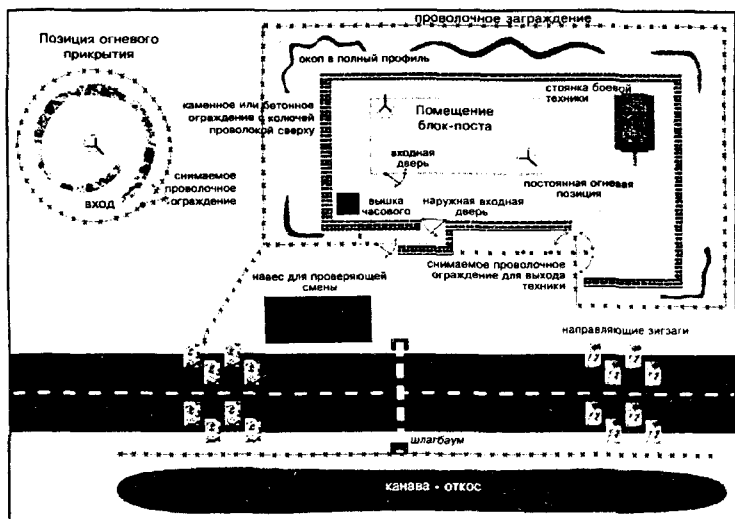 проволочное заграждение
Позиция огневого
прикрытия
окоп в полный профиль
стоянка боевой
техники
каменное или бетонное
ограждение с колючей
проволокой сверху
Помещение
блок-поста
входная
дверь
снимаемое
проволочное
ограждение
вход
постоянная огневая
позиция
вышка
часового
наружная входная
дверь
снимаемое проволочное
ограждение для выхода
техники
навес для проверяющей
смены
направляющие зигзаги
шлагбаум
канава - откос